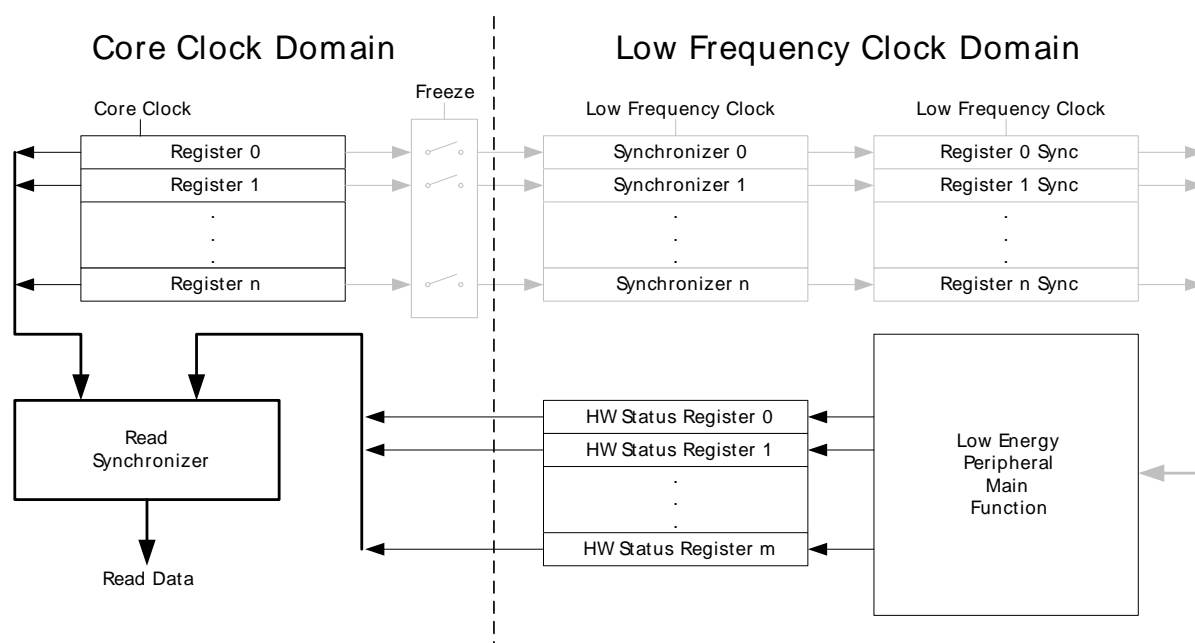 Core Clock Domain
Low Frequency Clock Domain
Freeze
Core Clock
Low Frequency Clock
Low Frequency Clock
Register 0
Synchronizer 0
Register 0 Sync
Register 1
Synchronizer 1
Register 1 Sync
.
.
.
.
.
.
.
.
.
Register n
Synchronizer n
Register n Sync
Read
Synchronizer
HW Status Register 0
HW Status Register 1
.
.
.
HW Status Register m
Low Energy
Peripheral
Main
Function
Read Data